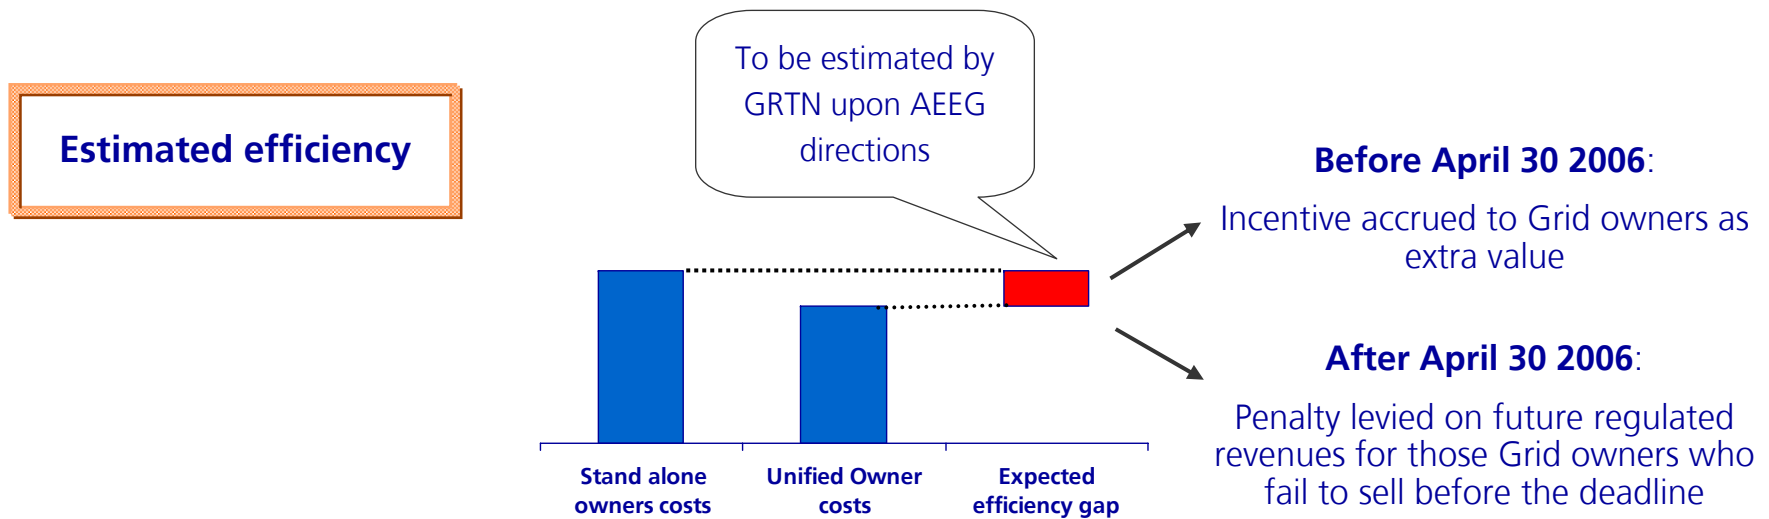 Estimated efficiency
To be estimated by
GRTN upon AEEG
directions
Before April 30 2006:
Incentive accrued to Grid owners as
extra value
After April 30 2006:
Penalty levied on future regulated
revenues for those Grid owners who
fail to sell before the deadline
Stand alone
owners costs
Unified Owner
costs
Expected
efficiency gap